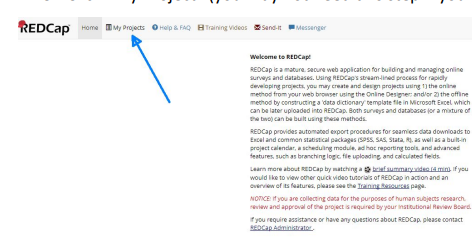 REDCap Home My Projects Help & FAQ Training Videos Send-It Messenger
Welcome to REDCap!
REDCap is a mature, secure web application for building and managing online
surveys and databases. Using REDCap's stream-lined process for rapidly
developing projects, you may create and design projects using 1) the online
method from your web browser using the Online Designer; and/or 2) the offline
method by constructing a 'data dictionary' template file in Microsoft Excel, which
can be later uploaded into REDCap. Both surveys and databases (or a mixture of
the two) can be built using these methods.
REDCap provides automated export procedures for seamless data downloads to
Excel and common statistical packages (SPSS, SAS, Stata, R), as well as a built-in
project calendar, a scheduling module, ad hoc reporting tools, and advanced
features, such as branching logic, file uploading, and calculated fields.
Learn more about REDCap by watching a brief summary video (4 min). If you
would like to view other quick video tutorials of REDCap in action and an
overview of its features, please see the Training Resources page.
NOTICE: If you are collecting data for the purposes of human subjects research,
review and approval of the project is required by your Institutional Review Board.
If you require assistance or have any questions about REDCap, please contact
REDCap Administrator .